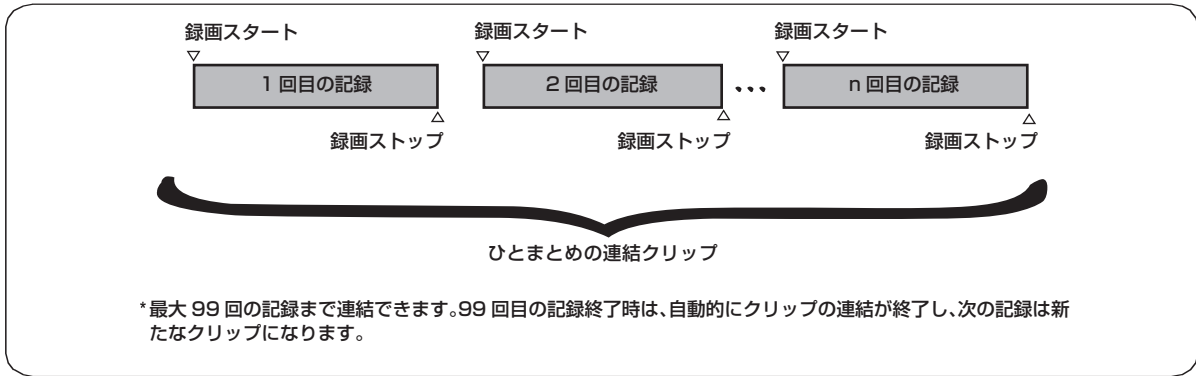 録画スタート 録画スタート 録画スタート
1 回目の記録 2 回目の記録 ••• n 回目の記録
録画ストップ 録画ストップ 録画ストップ
ひとまとめの連結クリップ
*最大 99 回の記録まで連結できます。99 回目の記録終了時は、自動的にクリップの連結が終了し、次の記録は新
たなクリップになります。